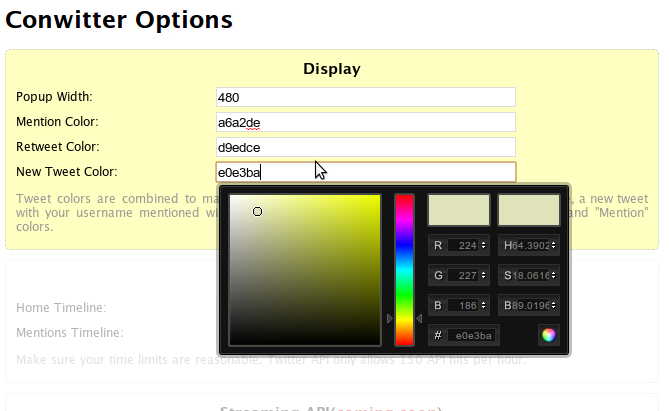 Conwitter Options
Display
Popup Width: 480
Mention Color: a6a2de
Retweet Color: d9edce
New Tweet Color: e0e3ba
Tweet colors are combined to ma , a new tweet
with your username mentioned wi and "Mention"
colors.
R 224 H 64.3902
G 227 S 18.0616
B 186 B 89.0196
# e0e3ba
Home Timeline:
Mentions Timeline:
Make sure your time limits are reasonable. Twitter API only allows 150 API hits per hour.
Streaming API(coming soon)